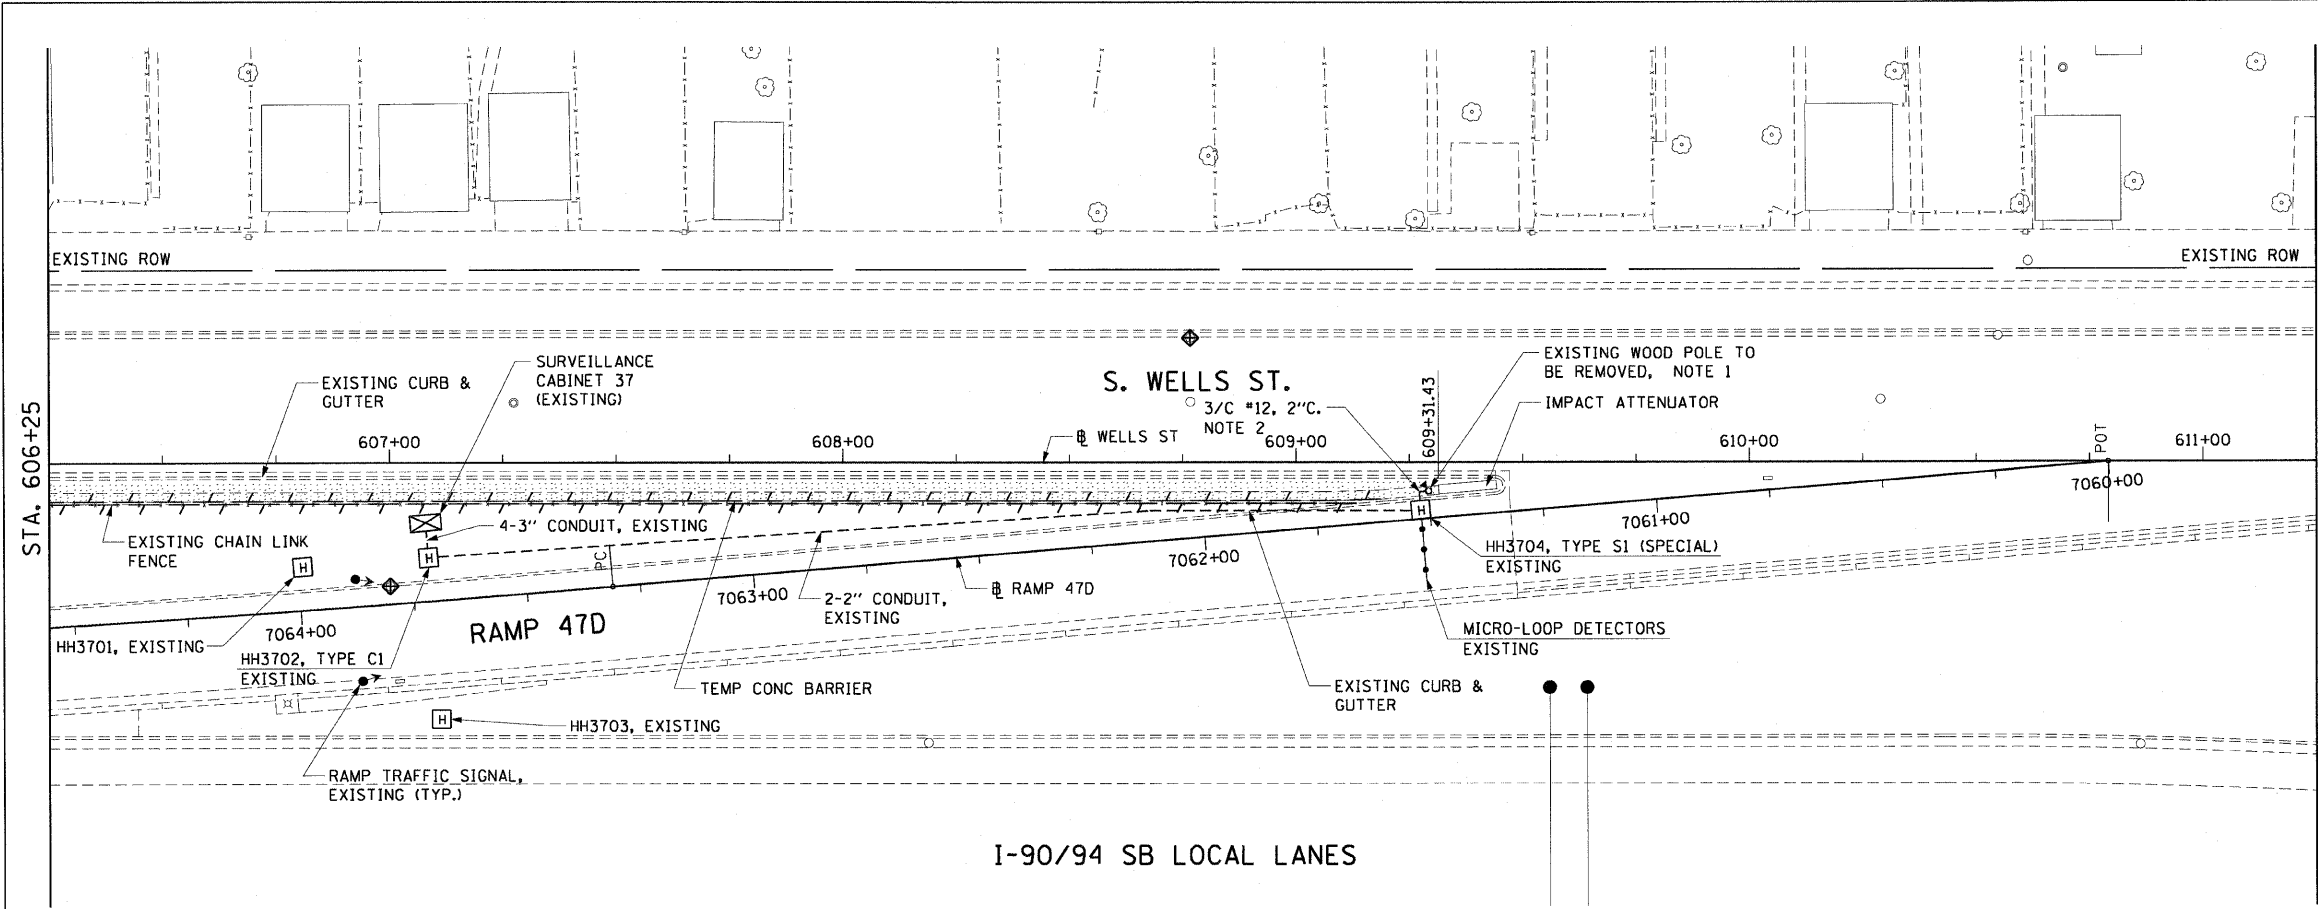 EXISTING ROW
EXISTING ROW
STA. 606+25
EXISTING CURB &
GUTTER
SURVEILLANCE
CABINET 37
(EXISTING)
S. WELLS ST.
3/C #12, 2"C.
NOTE 2
609+31.43
EXISTING WOOD POLE TO
BE REMOVED, NOTE 1
IMPACT ATTENUATOR
607+00
608+00
B WELLS ST
609+00
610+00
POT
611+00
7060+00
EXISTING CHAIN LINK
FENCE
4-3" CONDUIT, EXISTING
H
H
H
PC
7061+00
7062+00
HH3704, TYPE S1 (SPECIAL)
EXISTING
7063+00
2-2" CONDUIT,
EXISTING
B RAMP 47D
7064+00
RAMP 47D
HH3701, EXISTING
HH3702, TYPE C1
EXISTING
MICRO-LOOP DETECTORS
EXISTING
TEMP CONC BARRIER
EXISTING CURB &
GUTTER
H
HH3703, EXISTING
RAMP TRAFFIC SIGNAL,
EXISTING (TYP.)
I-90/94 SB LOCAL LANES